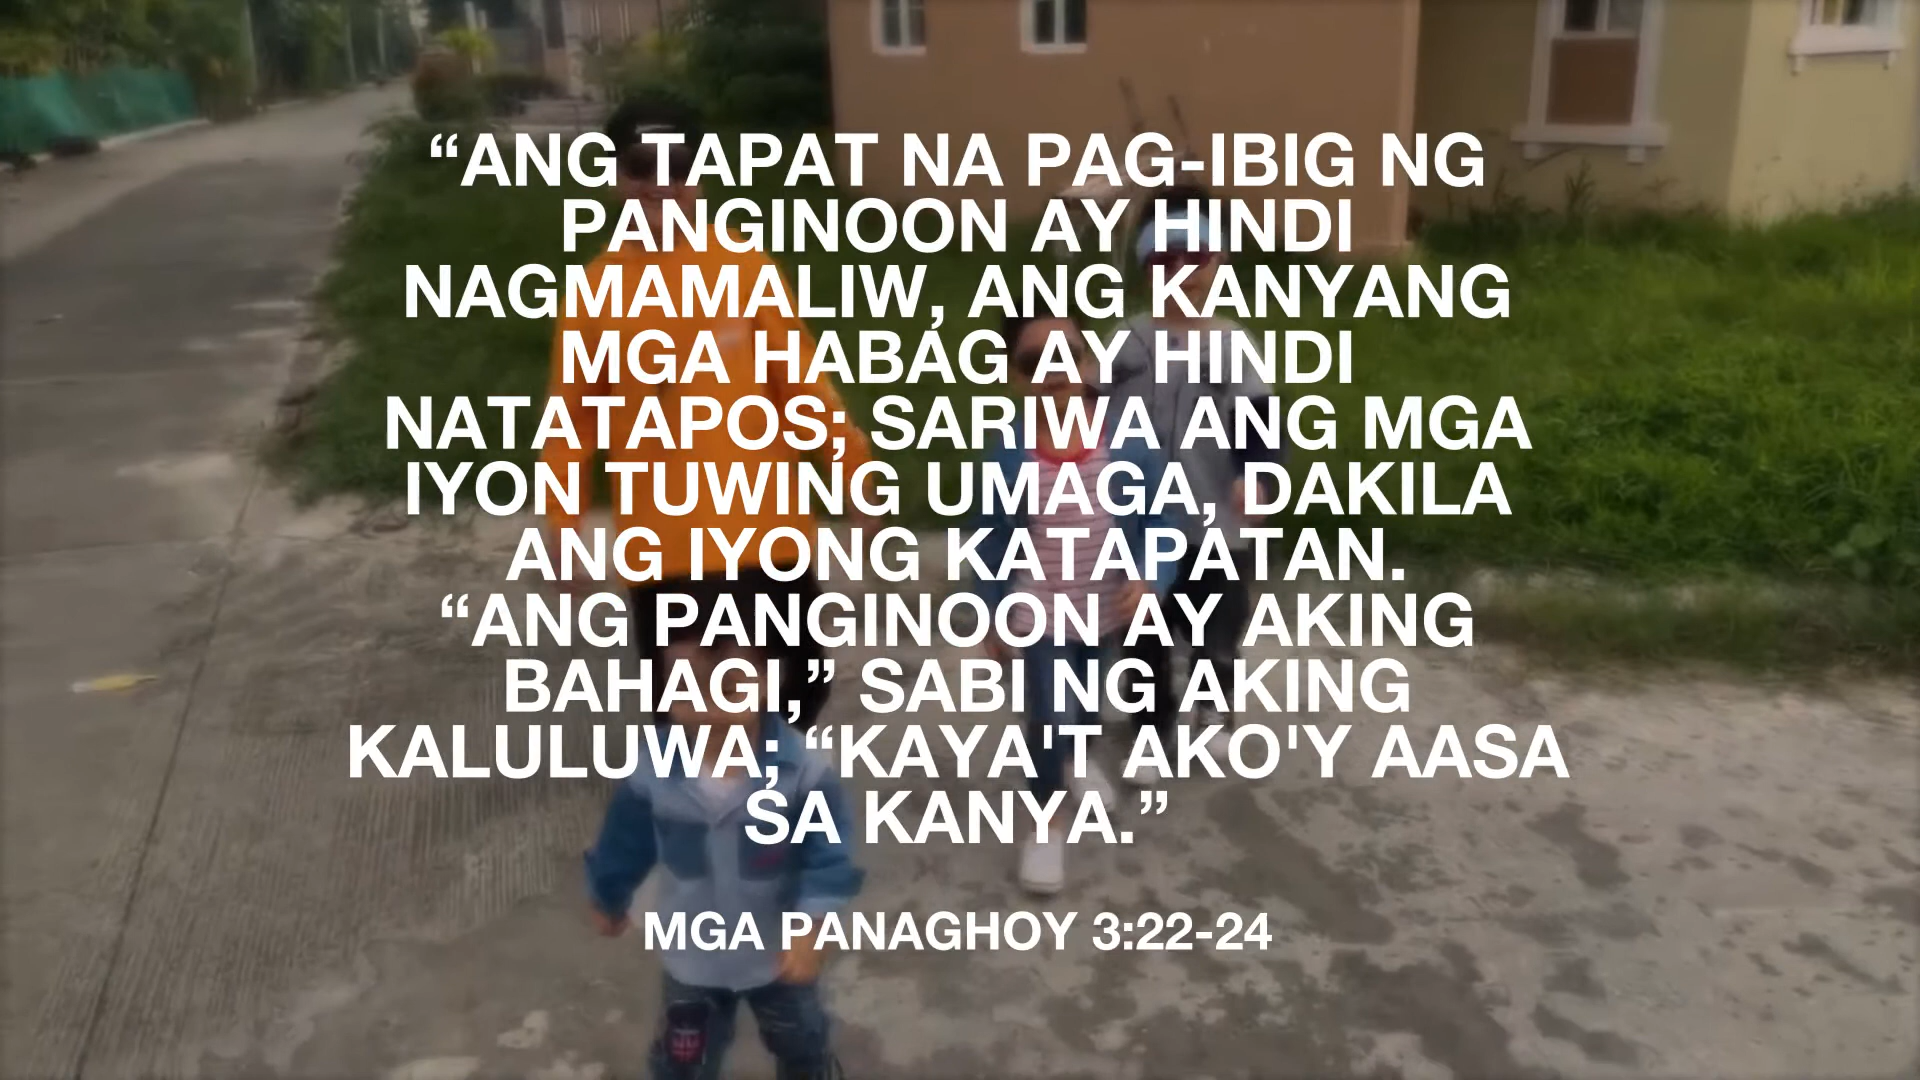 “ANG TAPAT NA PAG-IBIG NG
PANGINOON AY HINDI
NAGMAMALIW, ANG KANYANG
MGA HABAG AY HINDI
NATATAPOS; SARIWA ANG MGA
IYON TUWING UMAGA, DAKILA
ANG IYONG KATAPATAN.
“ANG PANGINOON AY AKING
BAHAGI,” SABI NG AKING
KALULUWA; “KAYA'T AKO'Y AASA
SA KANYA.”
MGA PANAGHOY 3:22-24